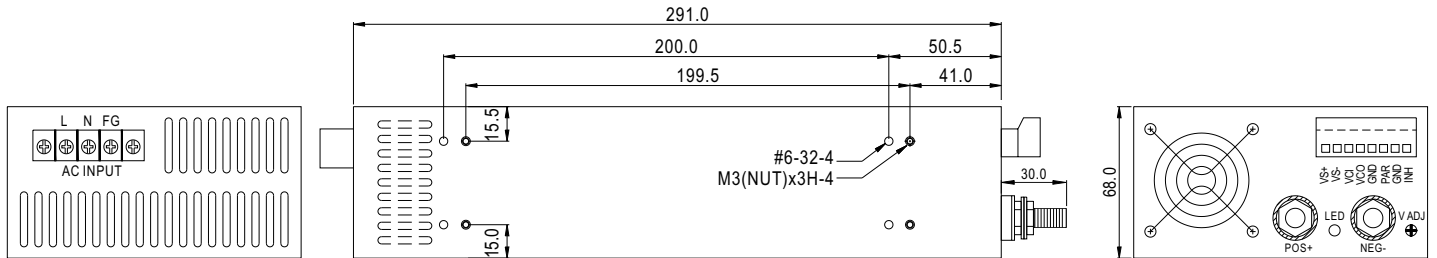 291.0
200.0
50.5
199.5
41.0
L N FG
AC INPUT
15.5
#6-32-4
M3(NUT)x3H-4
30.0
15.0
68.0
VS+
VS-
VCI
VCO
GND
PAR
GND
INH
LED
V ADJ
POS+
NEG-